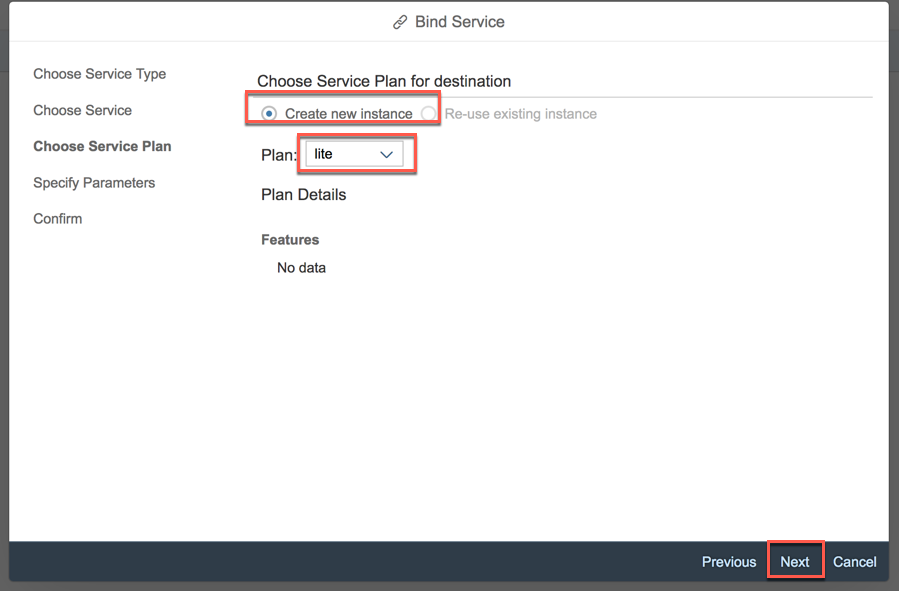 Bind Service
Choose Service Type
Choose Service
Choose Service Plan
Specify Parameters
Confirm
Choose Service Plan for destination
Create new instance Re-use existing instance
Plan: lite
Plan Details
Features
No data
Previous Next Cancel